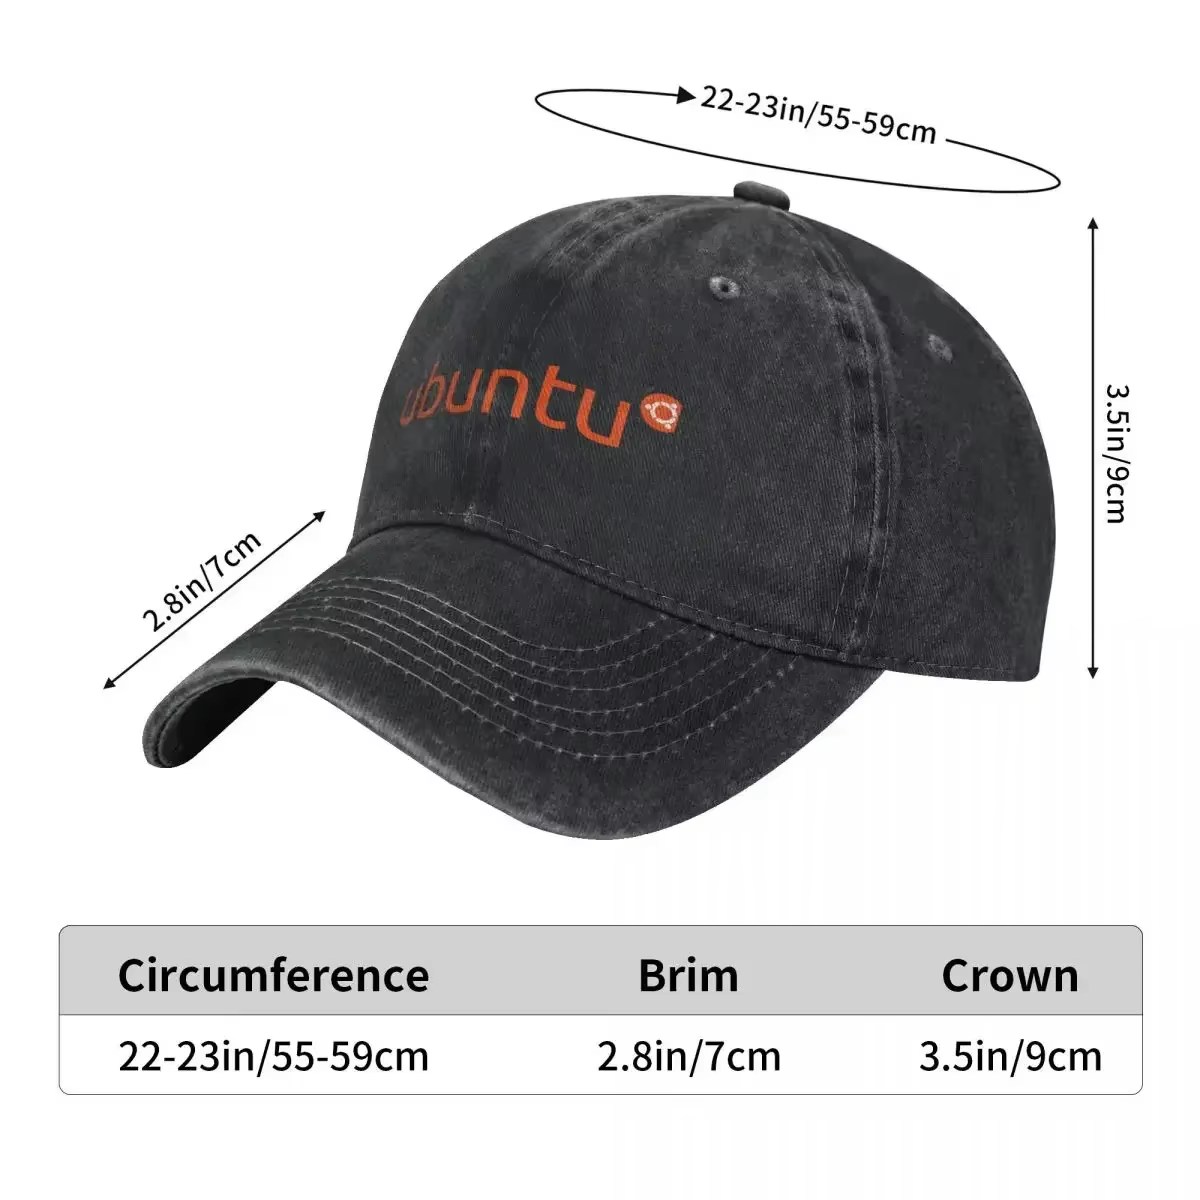 22-23in/55-59cm
ubuntu
3.5in/9cm
2.8in/7cm
Circumference Brim Crown
22-23in/55-59cm 2.8in/7cm 3.5in/9cm